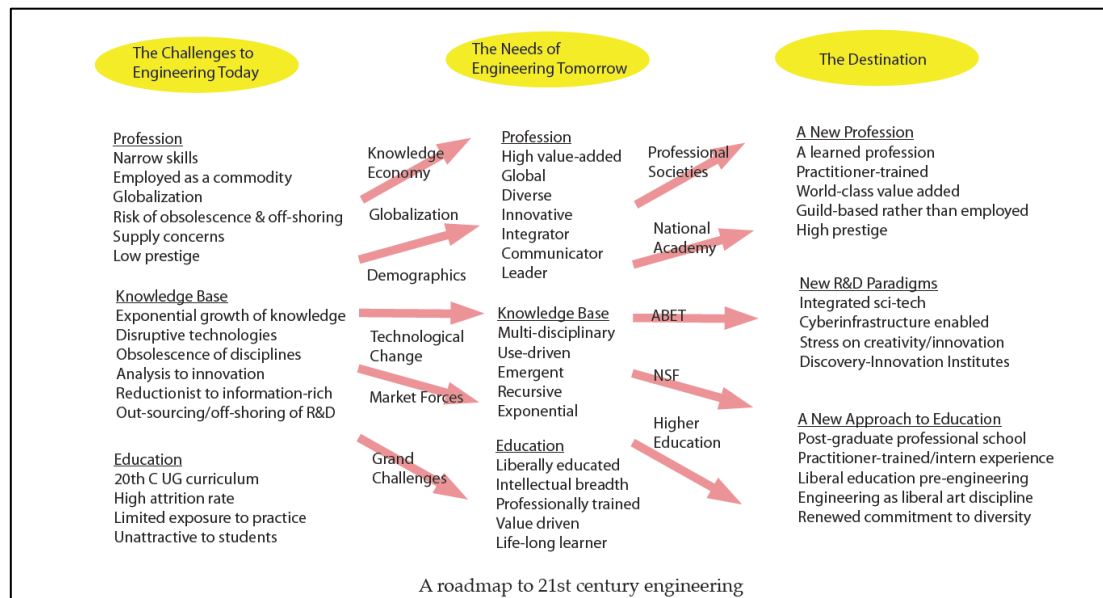 The Challenges to
Engineering Today
The Needs of
Engineering Tomorrow
The Destination
Profession
Narrow skills
Employed as a commodity
Globalization
Risk of obsolescence & off-shoring
Supply concerns
Low prestige
Knowledge Base
Exponential growth of knowledge
Disruptive technologies
Obsolescence of disciplines
Analysis to innovation
Reductionist to information-rich
Out-sourcing/off-shoring of R&D
Education
20th C UG curriculum
High attrition rate
Limited exposure to practice
Unattractive to students
Knowledge
Economy
Globalization
Demographics
Technological
Change
Market Forces
Grand
Challenges
Profession
High value-added
Global
Diverse
Innovative
Integrator
Communicator
Leader
Knowledge Base
Multi-disciplinary
Use-driven
Emergent
Recursive
Exponential
Education
Liberally educated
Intellectual breadth
Professionally trained
Value driven
Life-long learner
Professional
Societies
National
Academy
ABET
NSF
Higher
Education
A New Profession
A learned profession
Practitioner-trained
World-class value added
Guild-based rather than employed
High prestige
New R&D Paradigms
Integrated sci-tech
Cyberinfrastructure enabled
Stress on creativity/innovation
Discovery-Innovation Institutes
A New Approach to Education
Post-graduate professional school
Practitioner-trained/intern experience
Liberal education pre-engineering
Engineering as liberal art discipline
Renewed commitment to diversity
A roadmap to 21st century engineering